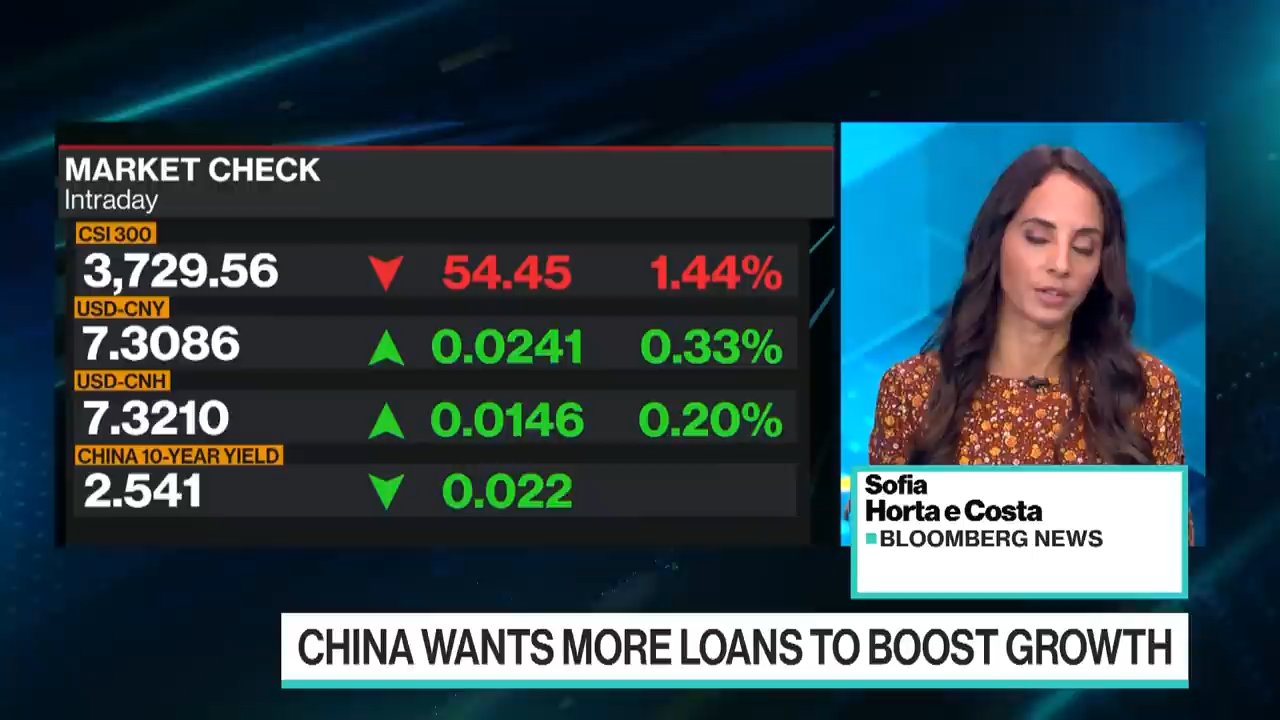 MARKET CHECK
Intraday
CSI 300
3,729.56 54.45 1.44%
USD-CNY
7.3086 0.0241 0.33%
USD-CNH
7.3210 0.0146 0.20%
CHINA 10-YEAR YIELD
2.541 0.022
Sofia
Horta e Costa
BLOOMBERG NEWS
CHINA WANTS MORE LOANS TO BOOST GROWTH